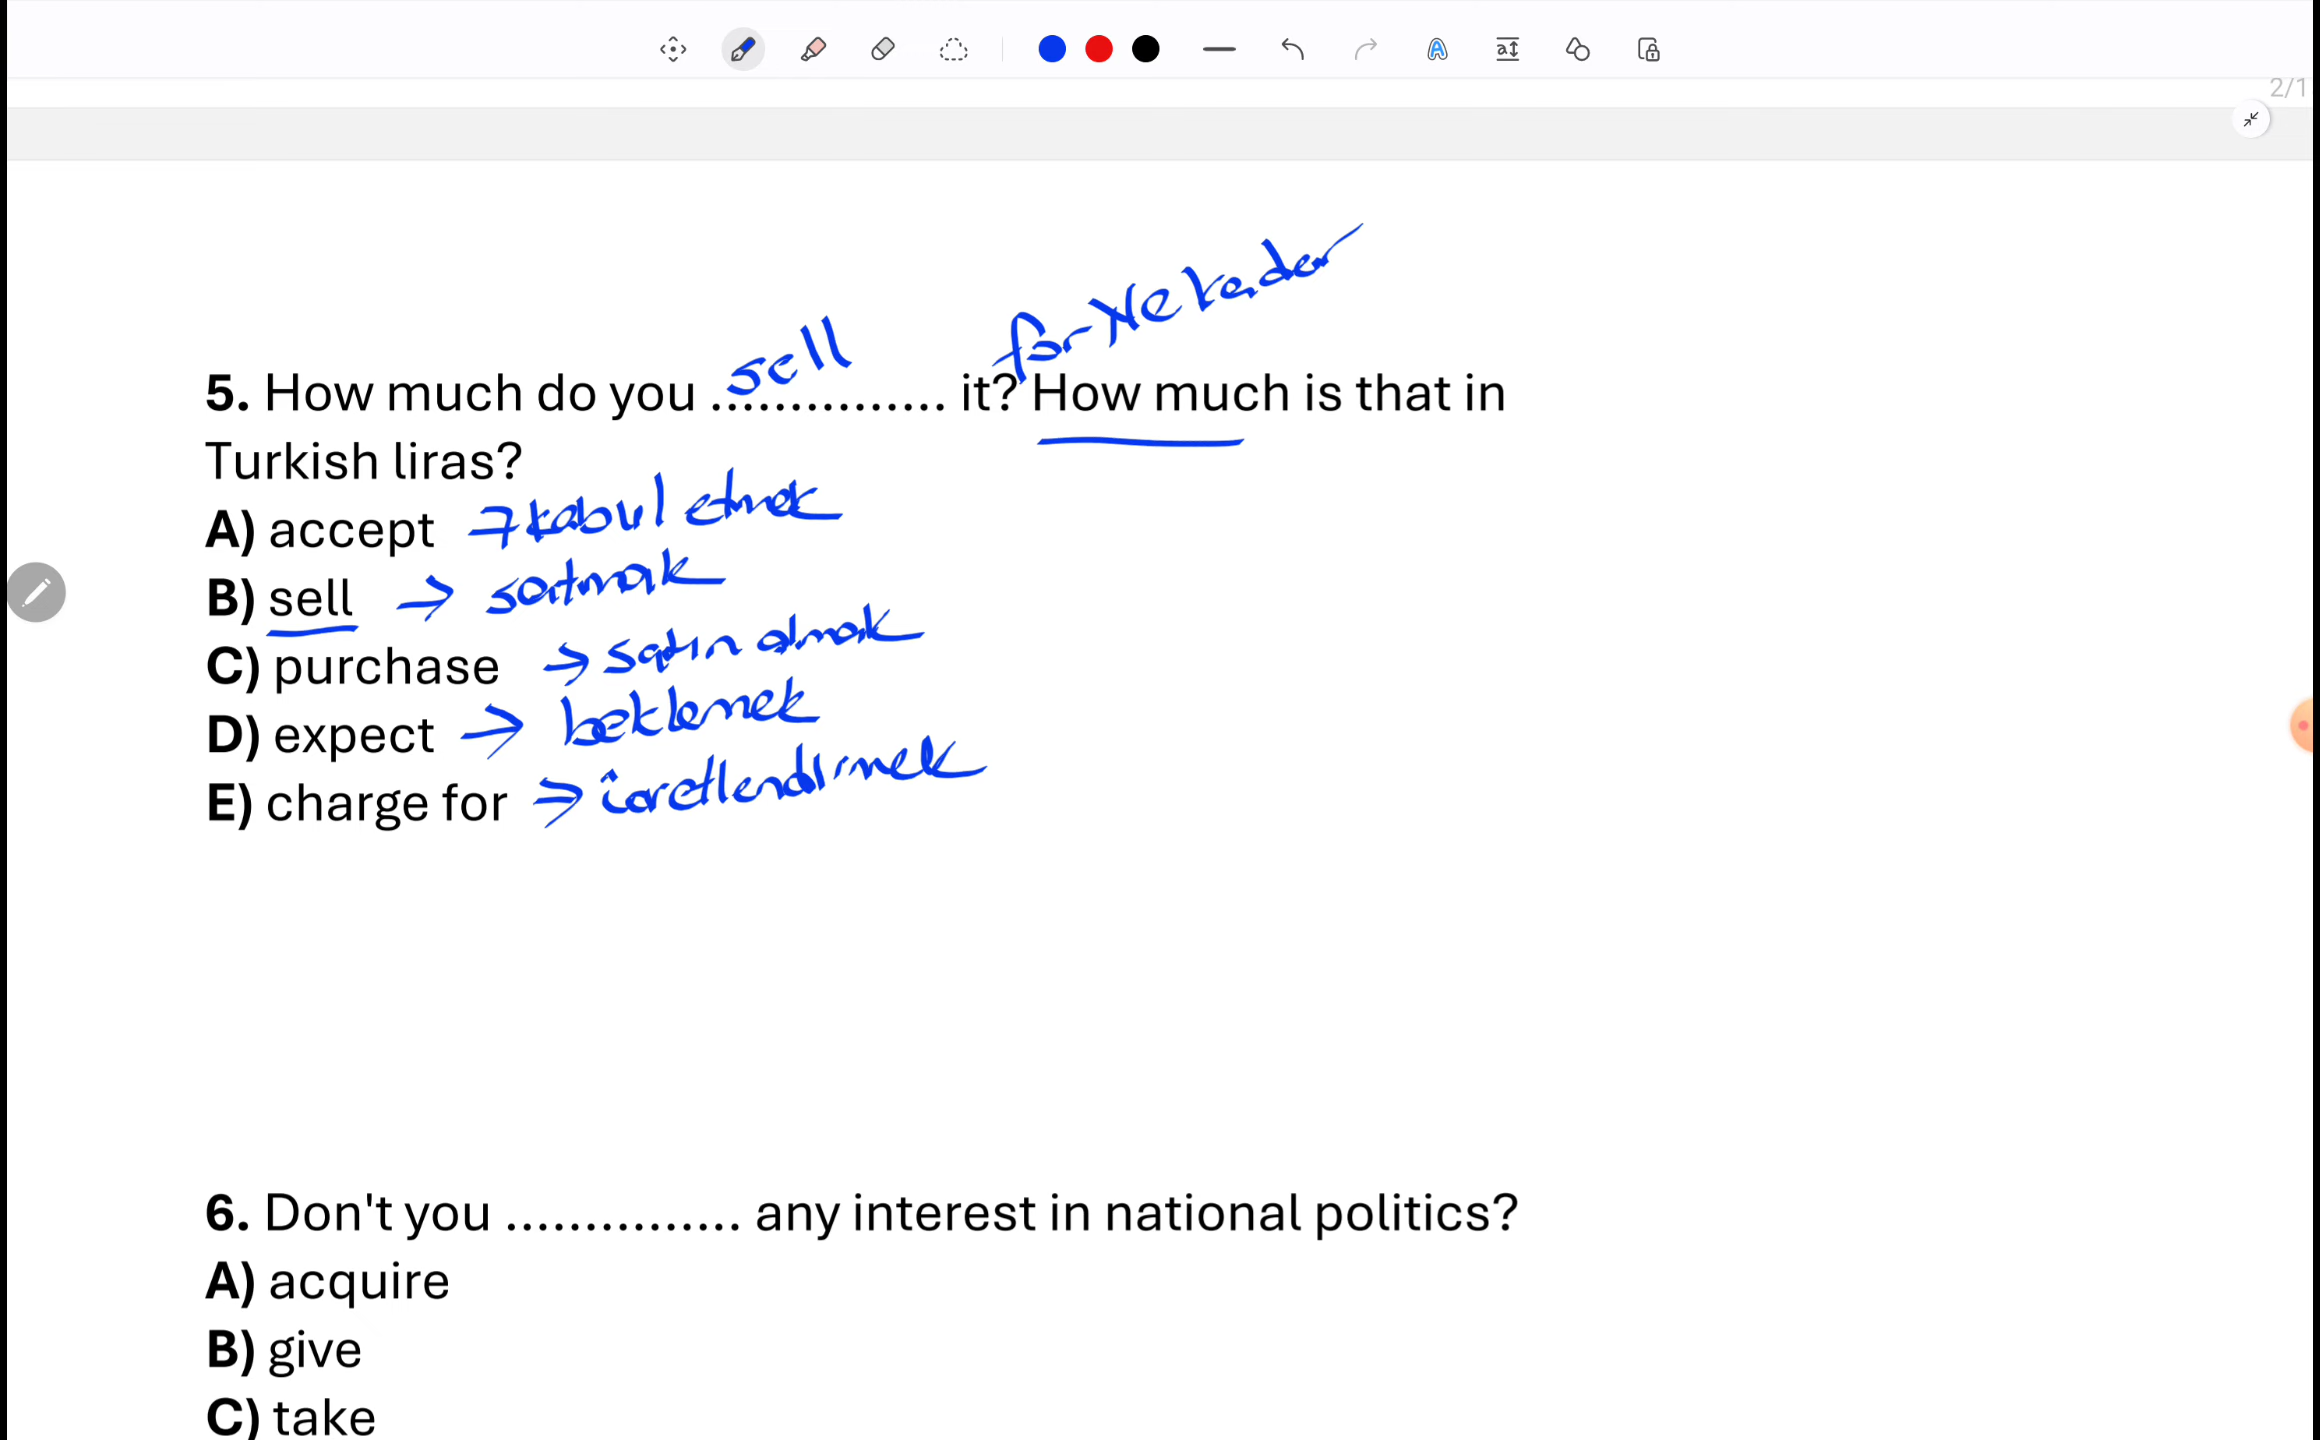 2/1
for Ne kadar
sell
5. How much do you ............... it? How much is that in
Turkish liras?
A) accept → kabul etmek
B) sell → satmak
C) purchase → satın almak
D) expect → beklemek
E) charge for → ücretlendirmek
6. Don't you ............... any interest in national politics?
A) acquire
B) give
C) take